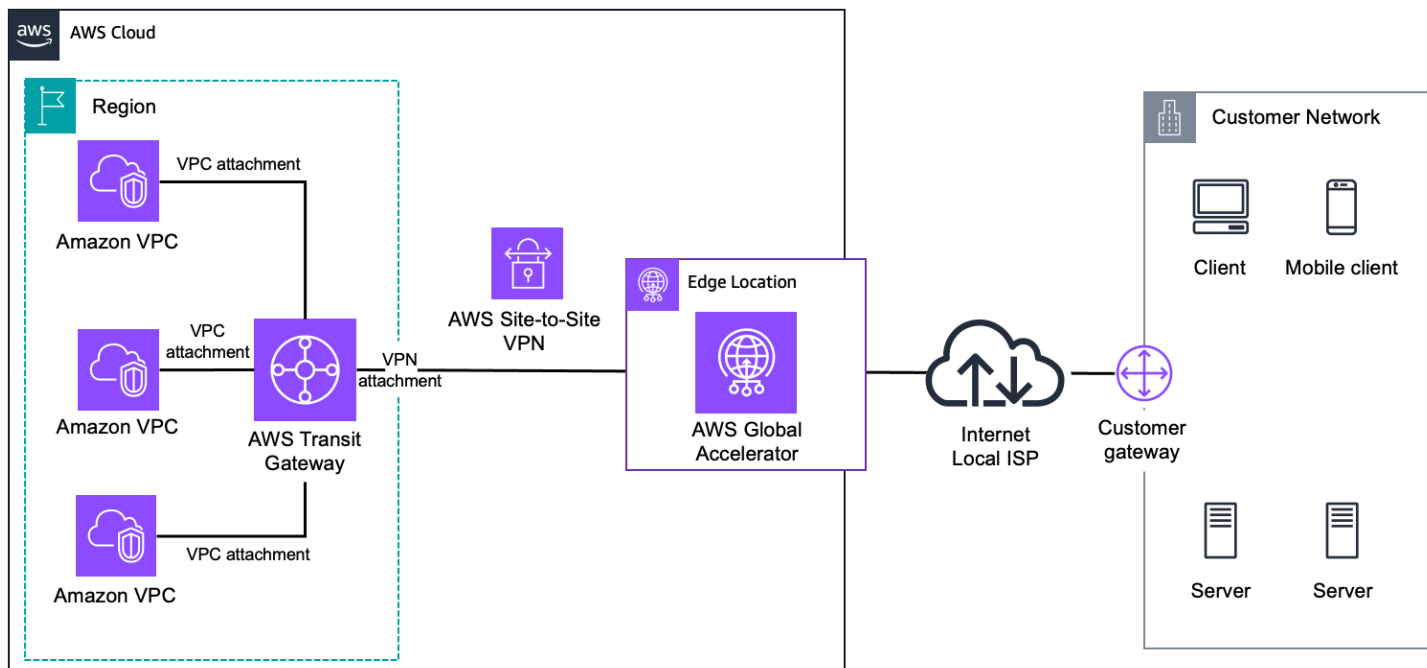 aws
AWS Cloud
Region
VPC attachment
Amazon VPC
VPC
attachment
Amazon VPC
AWS Transit
Gateway
VPN
attachment
VPC attachment
Amazon VPC
AWS Site-to-Site
VPN
Edge Location
AWS Global
Accelerator
Internet
Local ISP
Customer
gateway
Customer Network
Client
Mobile client
Server
Server